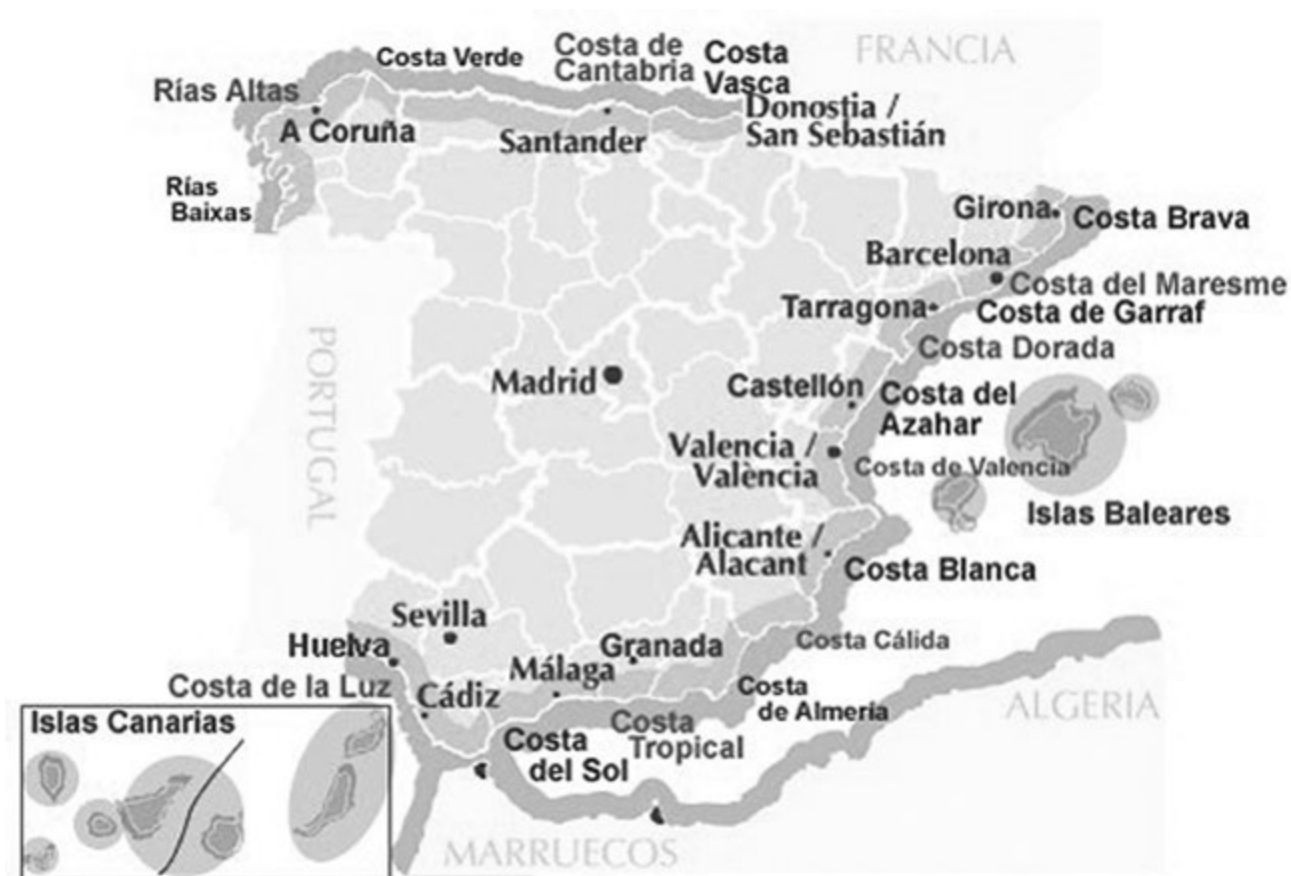 FRANCIA
Costa Verde
Costa de
Cantabria
Costa
Vasca
Rías Altas
A Coruña
Santander
Donostia /
San Sebastián
Rías
Baixas
Girona
Costa Brava
Barcelona
Costa del Maresme
Tarragona
Costa de Garraf
Costa Dorada
PORTUGAL
Madrid
Castellón
Costa del
Azahar
Valencia /
València
Costa de Valencia
Islas Baleares
Alicante /
Alacant
Costa Blanca
Sevilla
Huelva
Granada
Costa Cálida
Málaga
Costa de la Luz
Cádiz
Costa
de Almería
ALGERIA
Islas Canarias
Costa
Tropical
Costa
del Sol
MARRUECOS